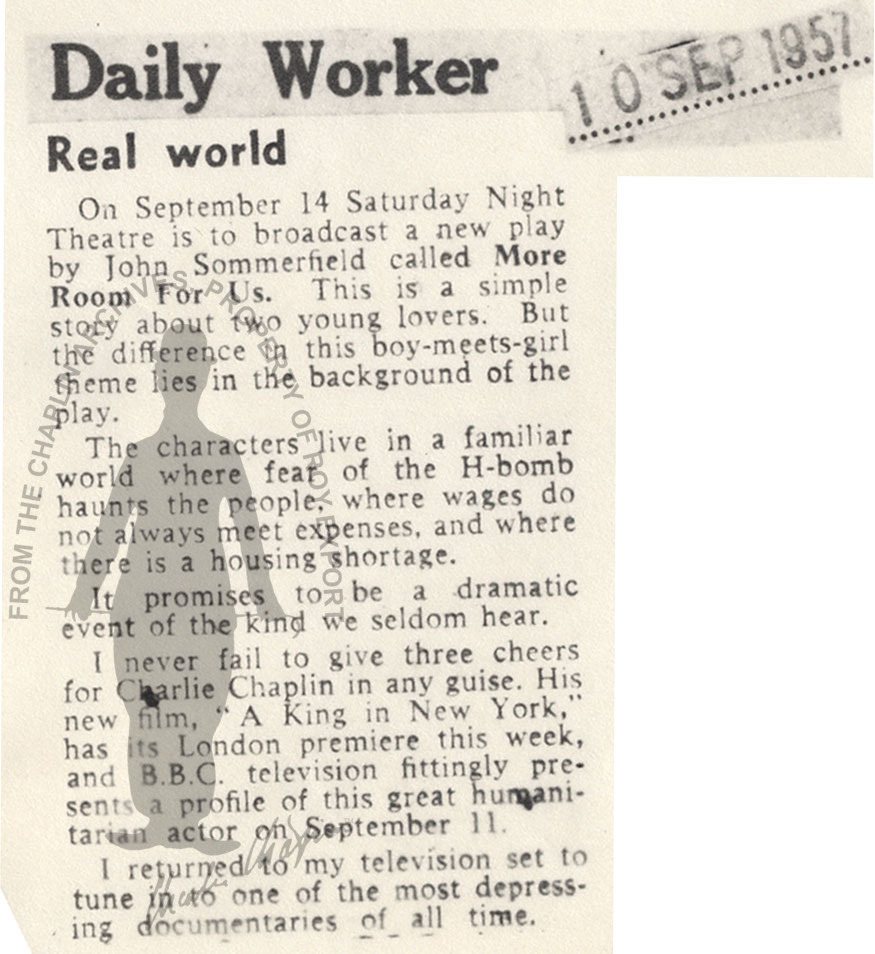 Daily Worker
10 SEP 1957
Real world
On September 14 Saturday Night
Theatre is to broadcast a new play
by John Sommerfield called More
Room For Us. This is a simple
story about two young lovers. But
the difference in this boy-meets-girl
theme lies in the background of the
play.
The characters live in a familiar
world where fear of the H-bomb
haunts the people, where wages do
not always meet expenses, and where
there is a housing shortage.
It promises to be a dramatic
event of the kind we seldom hear.
I never fail to give three cheers
for Charlie Chaplin in any guise. His
new film, "A King in New York,"
has its London premiere this week,
and B.B.C. television fittingly pre-
sents a profile of this great humani-
tarian actor on September 11.
I returned to my television set to
tune in to one of the most depress-
ing documentaries of all time.
FROM THE CHAPLIN ARCHIVES. PROPERTY OF ROY EXPORT
Charlie Chaplin